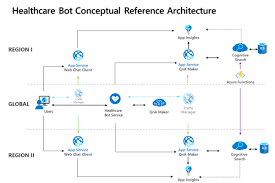 Healthcare Bot Conceptual Reference Architecture
REGION I
App Service
Web Chat Client
App Insights
App Service
QnA Maker
Cognitive
Search
Azure Functions
GLOBAL
Users
Traffic
Manager
Healthcare
Bot Service
QnA Maker
Traffic
Manager
REGION II
App Service
Web Chat Client
App Service
QnA Maker
Cognitive
Search
App Insights